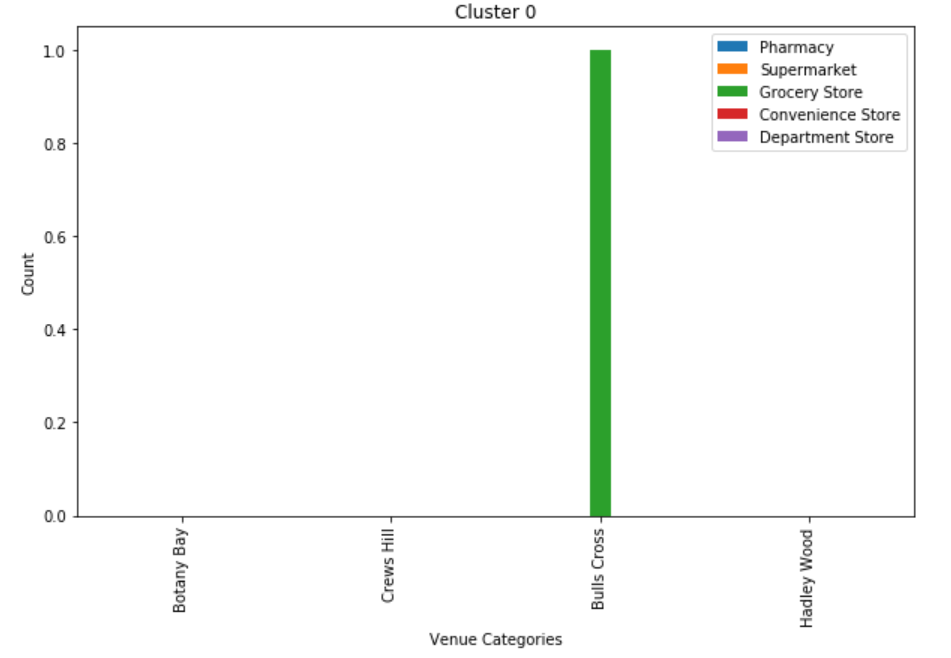 Cluster 0
1.0
0.8
0.6
0.4
0.2
0.0
Count
Pharmacy
Supermarket
Grocery Store
Convenience Store
Department Store
Botany Bay
Crews Hill
Bulls Cross
Hadley Wood
Venue Categories